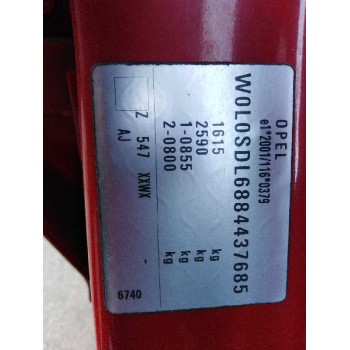 OPEL
e1*2001/116*0379
W0L0SDL6884437685
1615 kg
2590 kg
1-0855 kg
2-0800 kg
Z 547 XXWX -
AJ
6740